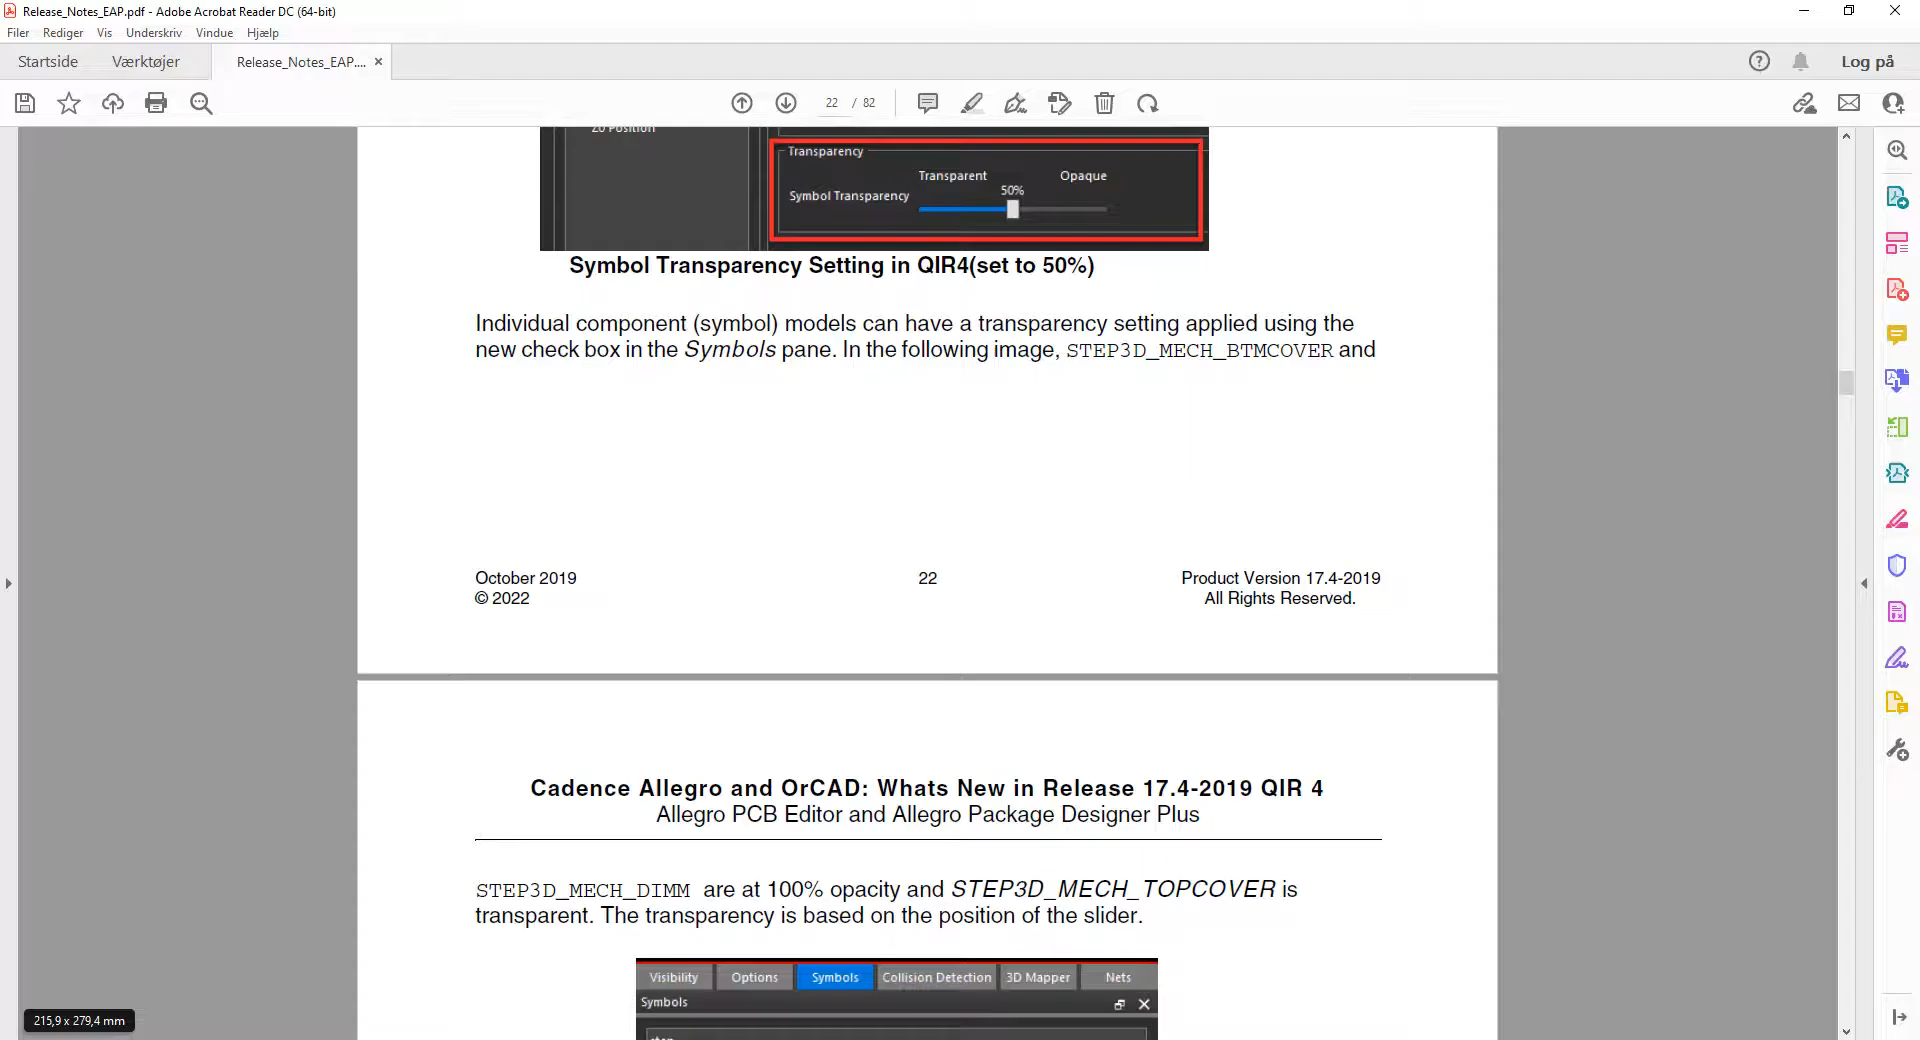 Release_Notes_EAP.pdf - Adobe Acrobat Reader DC (64-bit)
Filer Rediger Vis Underskriv Vindue Hjælp
Startside Værktøjer Release_Notes_EAP.... × Log på
22 / 82
Z0 Position
Transparency
Transparent Opaque
50%
Symbol Transparency
Symbol Transparency Setting in QIR4(set to 50%)
Individual component (symbol) models can have a transparency setting applied using the
new check box in the Symbols pane. In the following image, STEP3D_MECH_BTMCOVER and
October 2019 22 Product Version 17.4-2019
© 2022 All Rights Reserved.
Cadence Allegro and OrCAD: Whats New in Release 17.4-2019 QIR 4
Allegro PCB Editor and Allegro Package Designer Plus
STEP3D_MECH_DIMM are at 100% opacity and STEP3D_MECH_TOPCOVER is
transparent. The transparency is based on the position of the slider.
Visibility Options Symbols Collision Detection 3D Mapper Nets
Symbols
215,9 x 279,4 mm